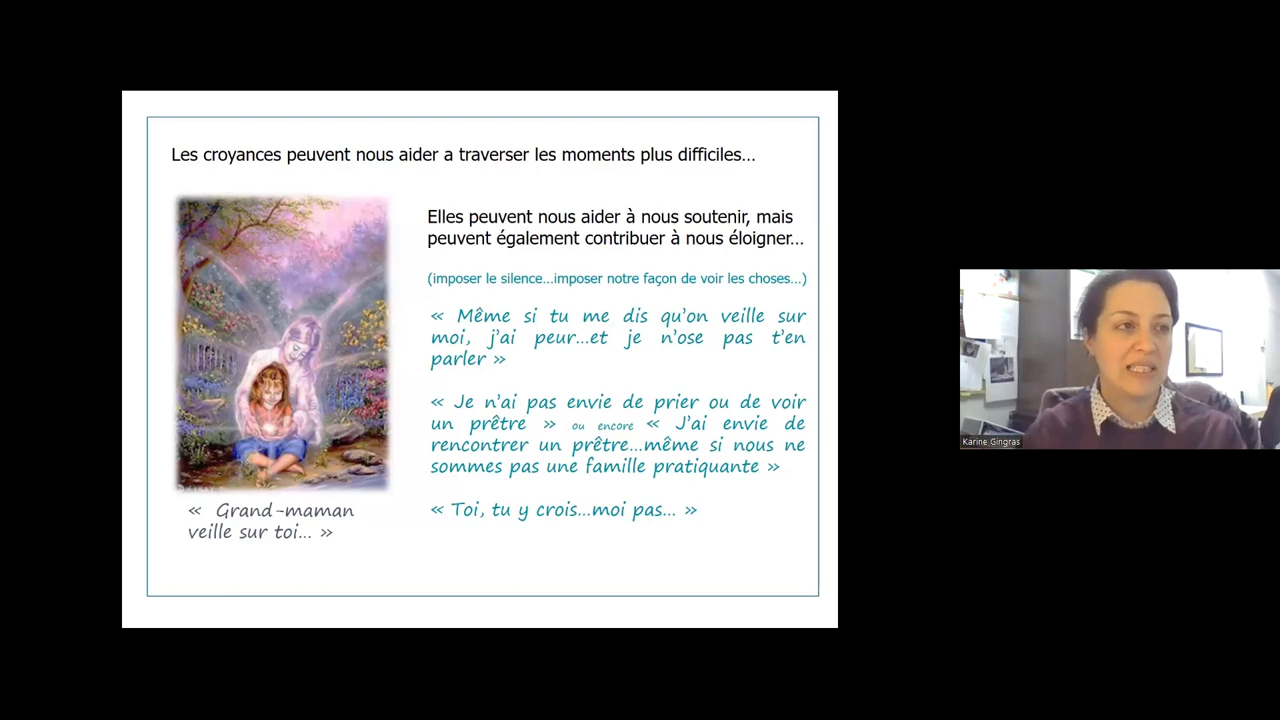 Les croyances peuvent nous aider a traverser les moments plus difficiles...
Elles peuvent nous aider à nous soutenir, mais
peuvent également contribuer à nous éloigner...
(imposer le silence...imposer notre façon de voir les choses...)
« Même si tu me dis qu'on veille sur
moi, j'ai peur...et je n'ose pas t'en
parler »
« Je n'ai pas envie de prier ou de voir
un prêtre » ou encore « J'ai envie de
rencontrer un prêtre...même si nous ne
sommes pas une famille pratiquante »
« Toi, tu y crois...moi pas... »
« Grand-maman
veille sur toi... »
Karine Gingras